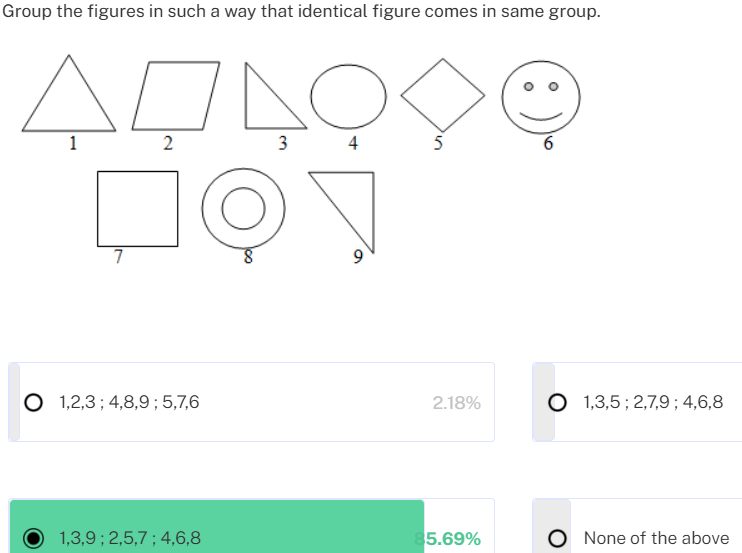 Group the figures in such a way that identical figure comes in same group.
1 2 3 4 5 6
7 8 9
1,2,3 ; 4,8,9 ; 5,7,6 2.18%
1,3,5 ; 2,7,9 ; 4,6,8
1,3,9 ; 2,5,7 ; 4,6,8 85.69%
None of the above